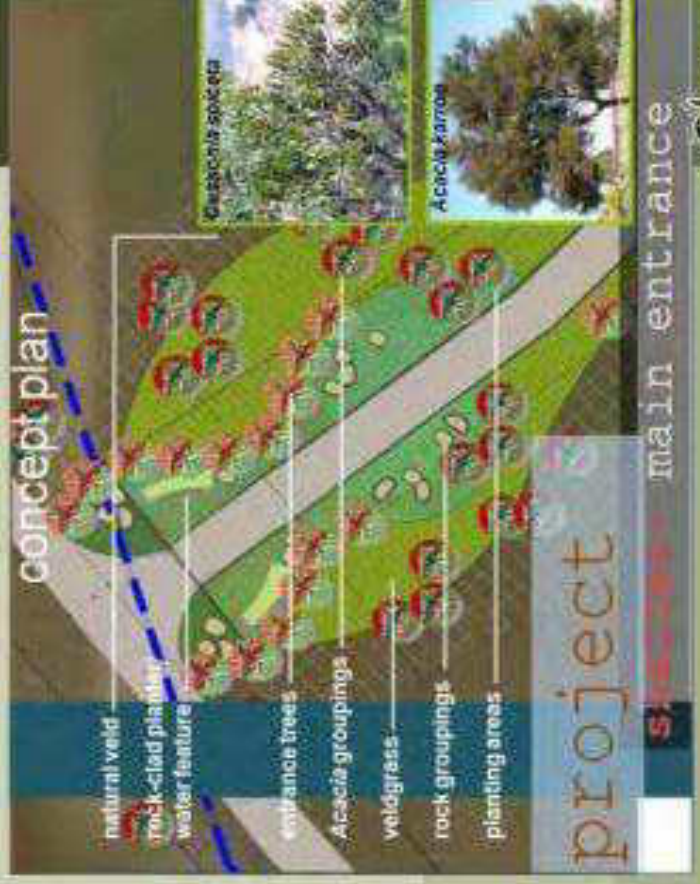 concept plan
natural veld
rock-clad planter
water feature
entrance trees
Acacia groupings
veldgrass
rock groupings
planting areas
Acacia karroo
project
main entrance